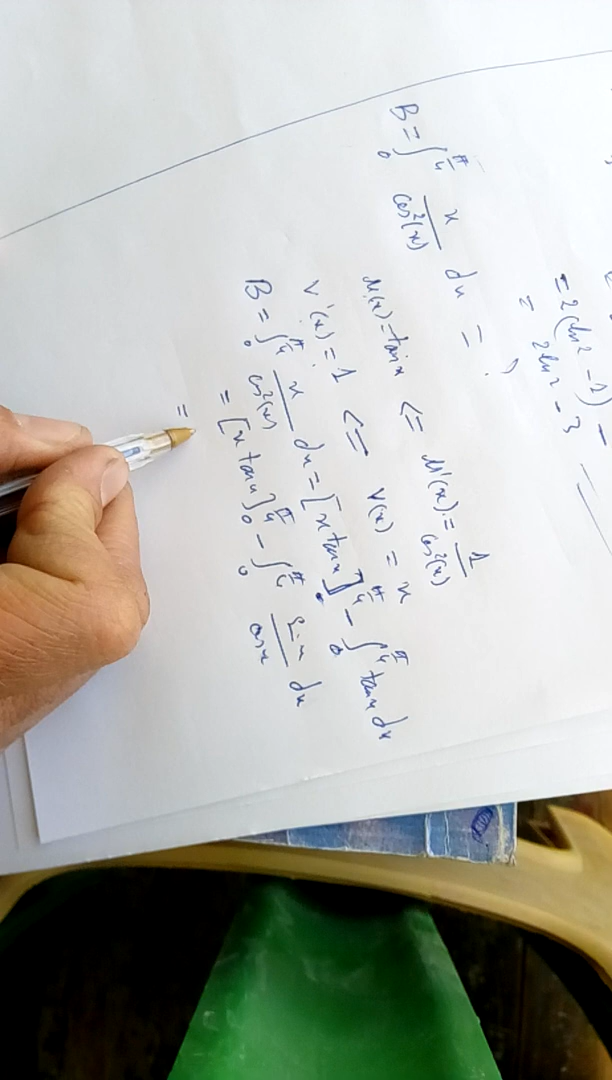 = 2(ln2 - 1) -
= 2ln2 - 3
B = ∫₀^{π/4} x/cos²(x) dx = ?
u(x) = tan x ⇐ u'(x) = 1/cos²(x)
v'(x) = 1 ⇐ v(x) = x
B = ∫₀^{π/4} x/cos²(x) dx = [x tan x]₀^{π/4} - ∫₀^{π/4} tan x dx
= [x tan x]₀^{π/4} - ∫₀^{π/4} sin x/cos x dx
=